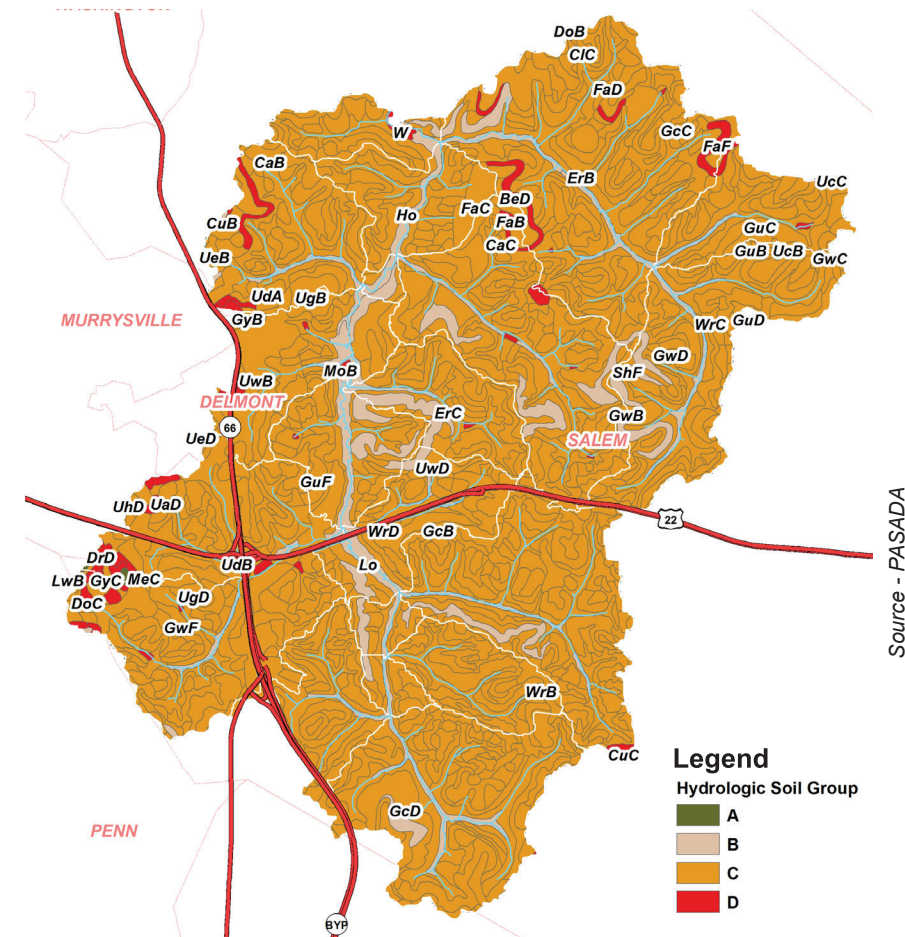 WASHINGTON
DoB
ClC
FaD
W
GcC
FaF
CaB
ErB
UcC
BeD
FaC
Ho
CuB
FaB
GuC
CaC
GuB UcB
GwC
UeB
UdA
UgB
GyB
MURRYSVILLE
WrC
GuD
GwD
MoB
ShF
UwB
DELMONT
ErC
GwB
66
UeD
SALEM
UwD
GuF
UhD
UaD
22
WrD
GcB
DrD
UdB
Lo
LwB
GyC
MeC
DoC
UgD
GwF
WrB
CuC
GcD
PENN
BYP
Source - PASADA
Legend
Hydrologic Soil Group
A
B
C
D